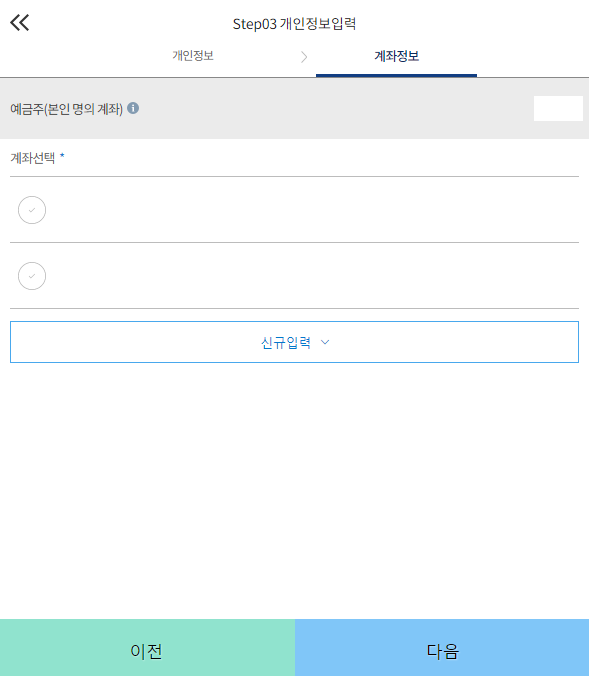 Step03 개인정보입력
개인정보
계좌정보
예금주(본인 명의 계좌)
계좌선택 *
신규입력
이전
다음